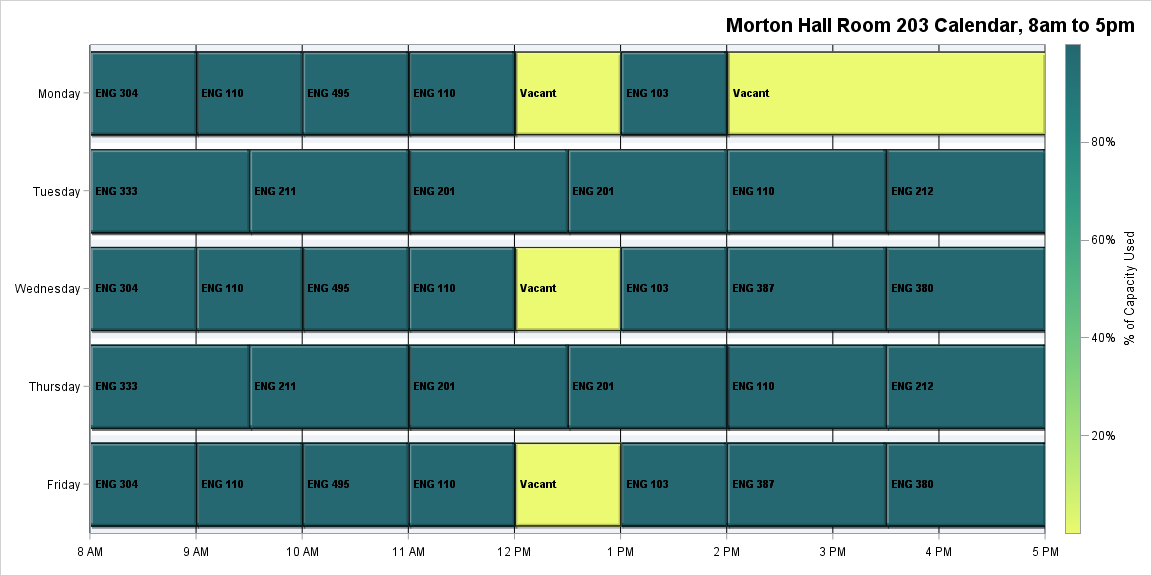 Morton Hall Room 203 Calendar, 8am to 5pm
Monday ENG 304 ENG 110 ENG 495 ENG 110 Vacant ENG 103 Vacant
80%
Tuesday ENG 333 ENG 211 ENG 201 ENG 201 ENG 110 ENG 212
60%
% of Capacity Used
Wednesday ENG 304 ENG 110 ENG 495 ENG 110 Vacant ENG 103 ENG 387 ENG 380
40%
Thursday ENG 333 ENG 211 ENG 201 ENG 201 ENG 110 ENG 212
20%
Friday ENG 304 ENG 110 ENG 495 ENG 110 Vacant ENG 103 ENG 387 ENG 380
8 AM 9 AM 10 AM 11 AM 12 PM 1 PM 2 PM 3 PM 4 PM 5 PM